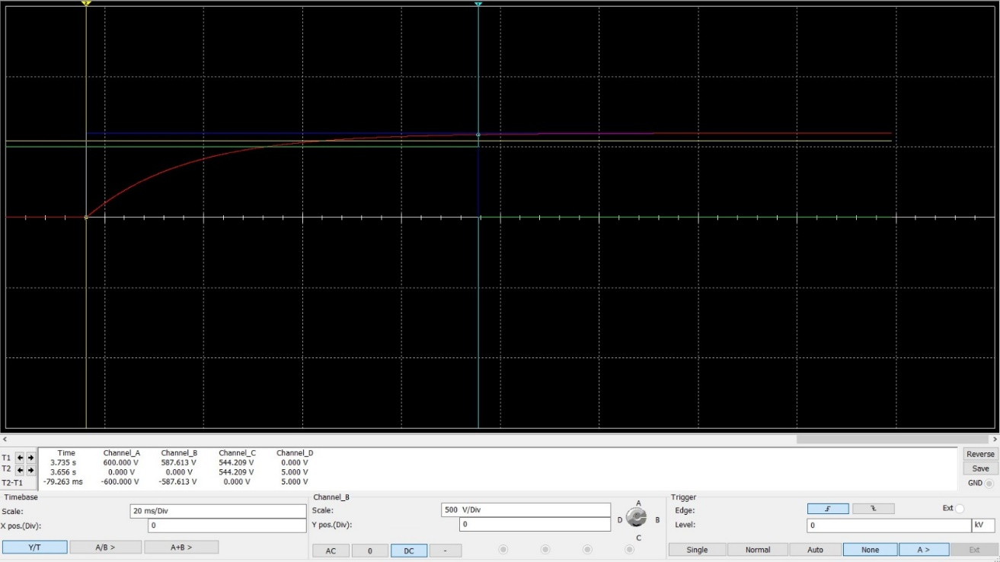 2
1
Time Channel_A Channel_B Channel_C Channel_D
T1 3.735 s 600.000 V 587.613 V 544.209 V 0.000 V
T2 3.656 s 0.000 V 0.000 V 544.209 V 5.000 V
T2-T1 -79.263 ms -600.000 V -587.613 V 0.000 V 5.000 V
Reverse
Save
GND
Timebase
Scale: 20 ms/Div
X pos.(Div): 0
Y/T A/B > A+B >
Channel_B
Scale: 500 V/Div
Y pos.(Div): 0
AC 0 DC -
A
D B
C
Trigger
Edge: Ext
Level: 0 kV
Single Normal Auto None A > Ext